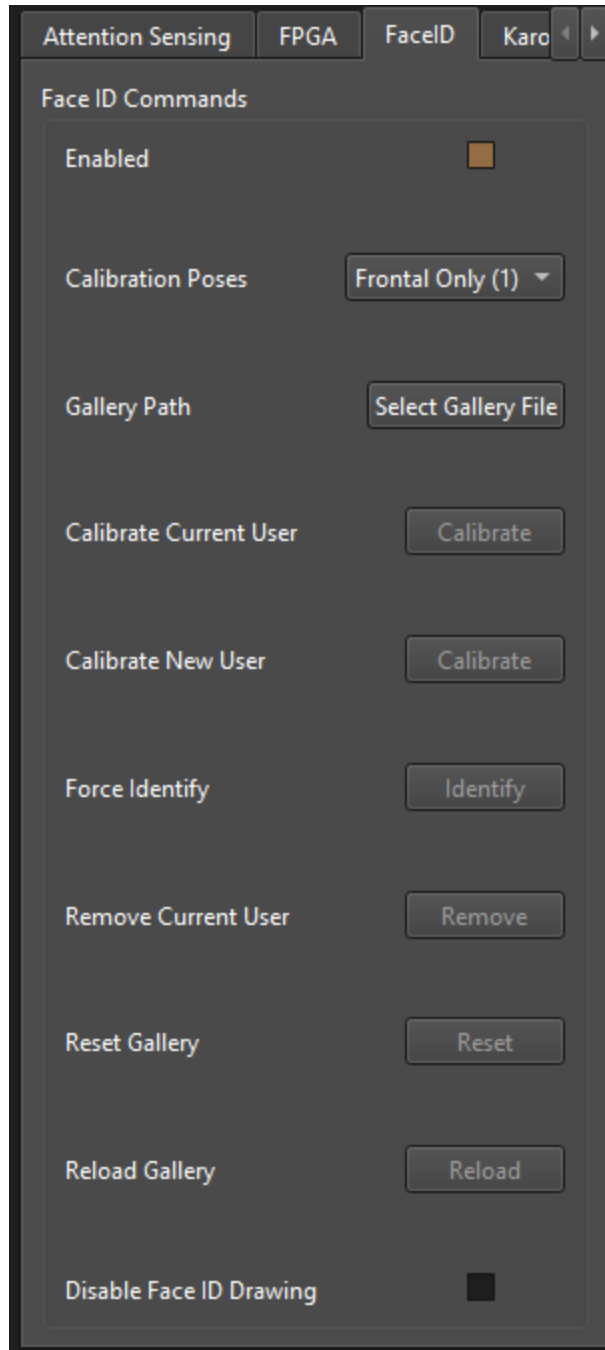 Attention Sensing FPGA FaceID Karo
Face ID Commands
Enabled
Calibration Poses Frontal Only (1)
Gallery Path Select Gallery File
Calibrate Current User Calibrate
Calibrate New User Calibrate
Force Identify Identify
Remove Current User Remove
Reset Gallery Reset
Reload Gallery Reload
Disable Face ID Drawing